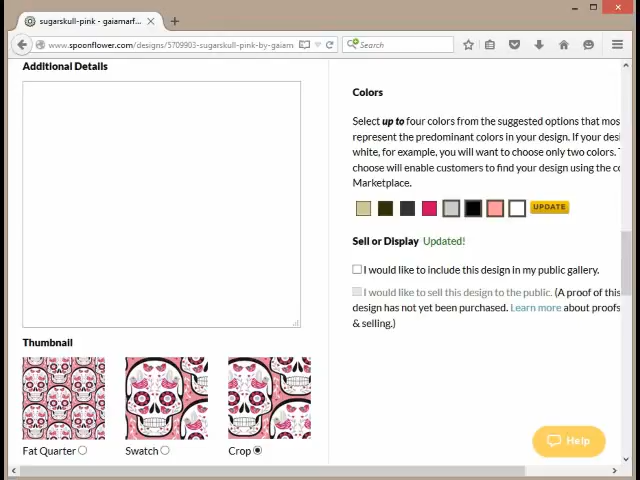 sugarskull-pink - gaiamarf...
www.spoonflower.com/designs/5709903-sugarskull-pink-by-gaiam
Search
Additional Details
Colors
Select up to four colors from the suggested options that mos
represent the predominant colors in your design. If your desi
white, for example, you will want to choose only two colors. T
choice will enable customers to find your design using the co
Marketplace.
UPDATE
Sell or Display Updated!
I would like to include this design in my public gallery.
I would like to sell this design to the public. (A proof of this
design has not yet been purchased. Learn more about proofs
& selling.)
Thumbnail
Fat Quarter
Swatch
Crop
Help